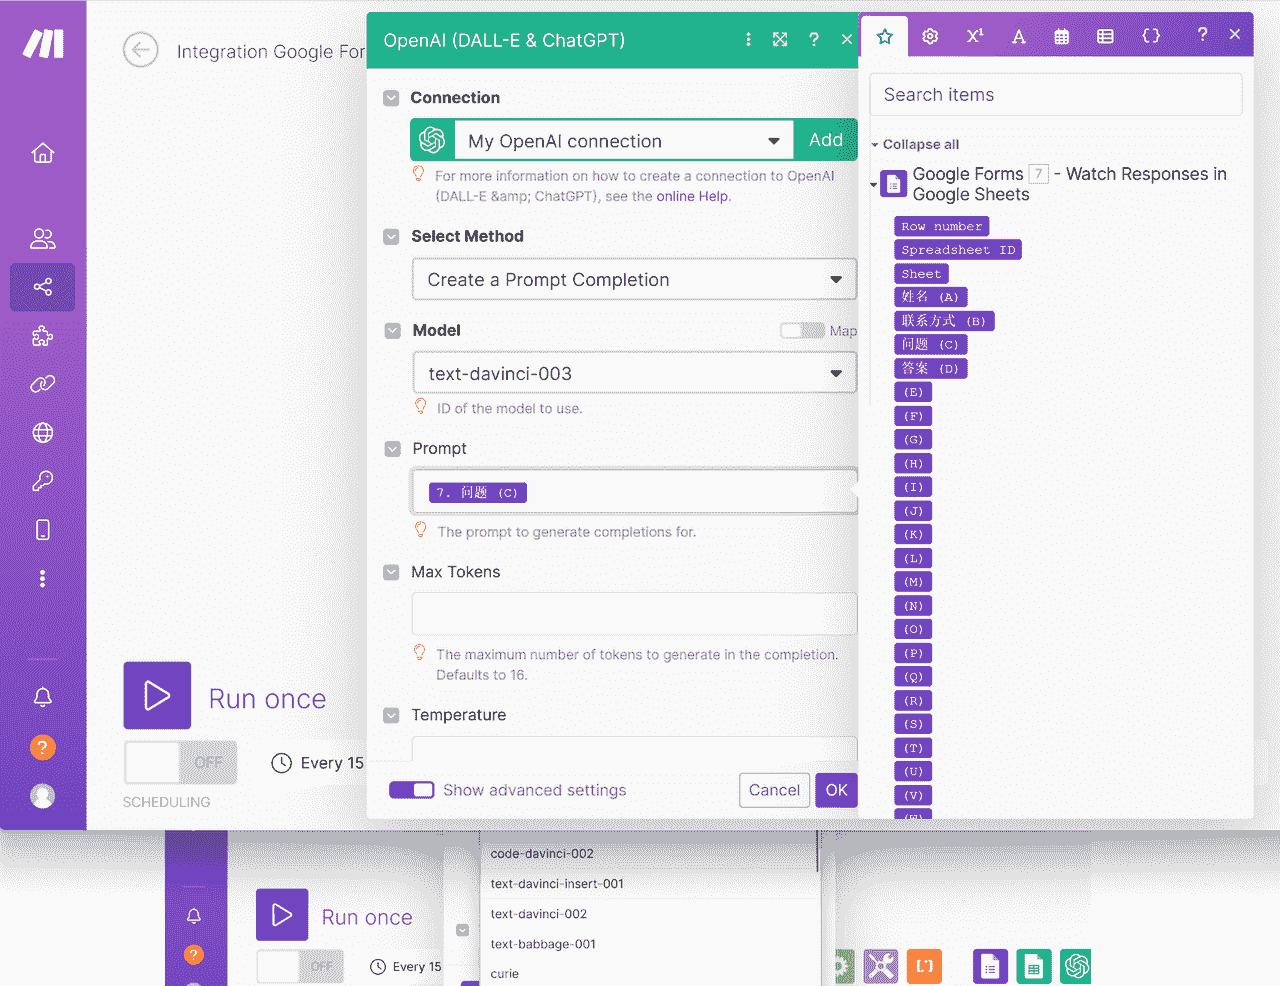 Integration Google For
OpenAI (DALL-E & ChatGPT)
?
Connection
My OpenAI connection
Add
For more information on how to create a connection to OpenAI
(DALL-E &amp; ChatGPT), see the online Help.
Select Method
Create a Prompt Completion
Model
Map
text-davinci-003
ID of the model to use.
Prompt
7. 问题 (C)
The prompt to generate completions for.
Max Tokens
The maximum number of tokens to generate in the completion.
Defaults to 16.
Temperature
Show advanced settings
Cancel
OK
Run once
OFF
Every 15
SCHEDULING
?
X¹
A
?
Search items
Collapse all
Google Forms 7 - Watch Responses in
Google Sheets
Row number
Spreadsheet ID
Sheet
姓名 (A)
联系方式 (B)
问题 (C)
答案 (D)
(E)
(F)
(G)
(H)
(I)
(J)
(K)
(L)
(M)
(N)
(O)
(P)
(Q)
(R)
(S)
(T)
(U)
(V)
(W)
Run once
OFF
Every 15
?
code-davinci-002
text-davinci-insert-001
text-davinci-002
text-babbage-001
curie